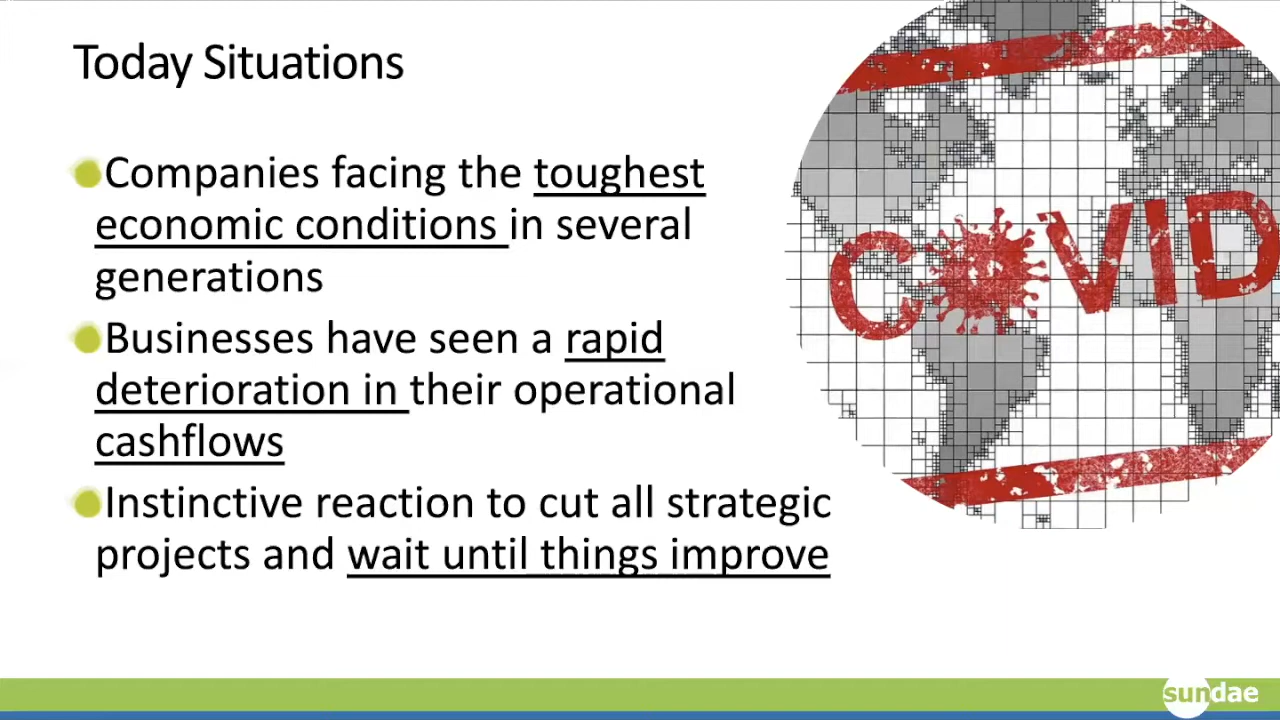 Today Situations
Companies facing the toughest
economic conditions in several
generations
Businesses have seen a rapid
deterioration in their operational
cashflows
Instinctive reaction to cut all strategic
projects and wait until things improve
COVID
sundae